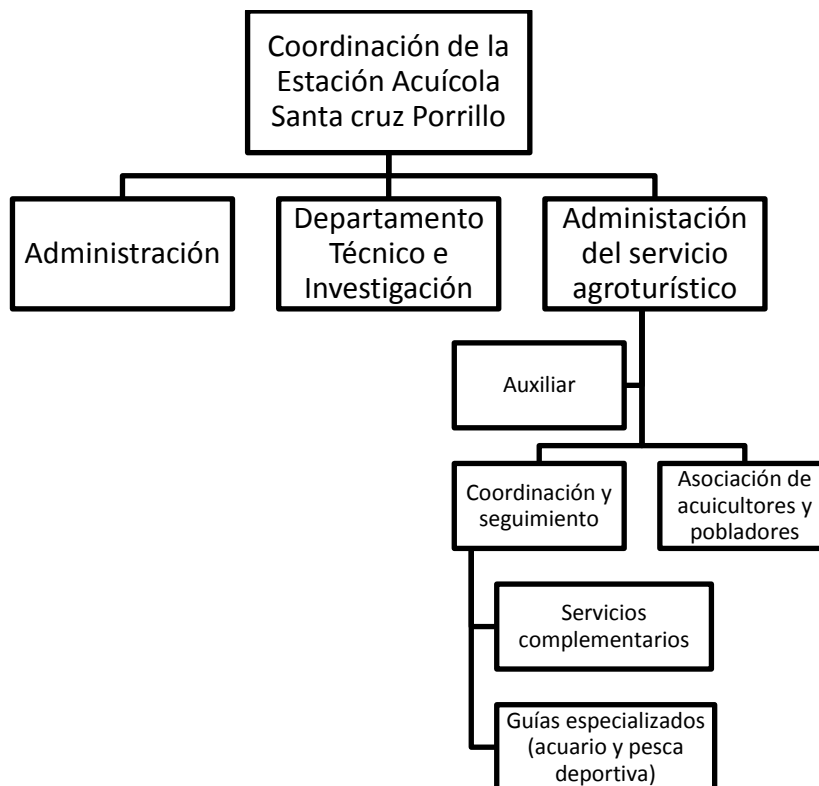 Coordinación de la
Estación Acuícola
Santa cruz Porrillo
Administración
Departamento
Técnico e
Investigación
Administación
del servicio
agroturístico
Auxiliar
Coordinación y
seguimiento
Asociación de
acuicultores y
pobladores
Servicios
complementarios
Guías especializados
(acuario y pesca
deportiva)